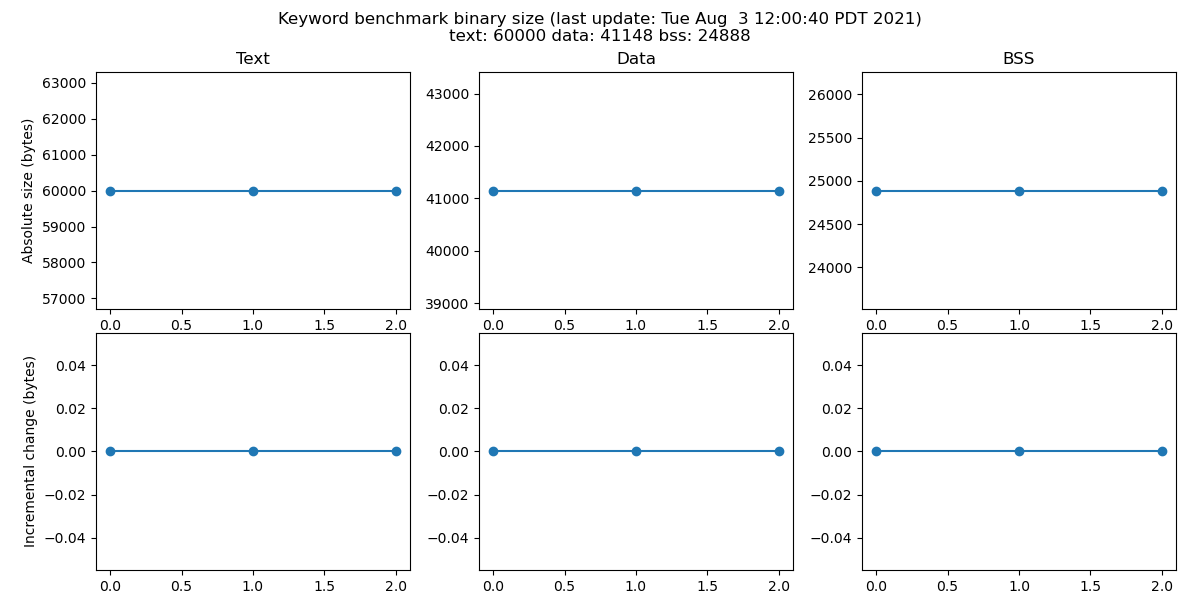 Keyword benchmark binary size (last update: Tue Aug  3 12:00:40 PDT 2021)
text: 60000 data: 41148 bss: 24888
Text
Data
BSS
Absolute size (bytes)
63000
62000
61000
60000
59000
58000
57000
0.0 0.5 1.0 1.5 2.0
43000
42000
41000
40000
39000
0.0 0.5 1.0 1.5 2.0
26000
25500
25000
24500
24000
0.0 0.5 1.0 1.5 2.0
Incremental change (bytes)
0.04
0.02
0.00
−0.02
−0.04
0.0 0.5 1.0 1.5 2.0
0.04
0.02
0.00
−0.02
−0.04
0.0 0.5 1.0 1.5 2.0
0.04
0.02
0.00
−0.02
−0.04
0.0 0.5 1.0 1.5 2.0